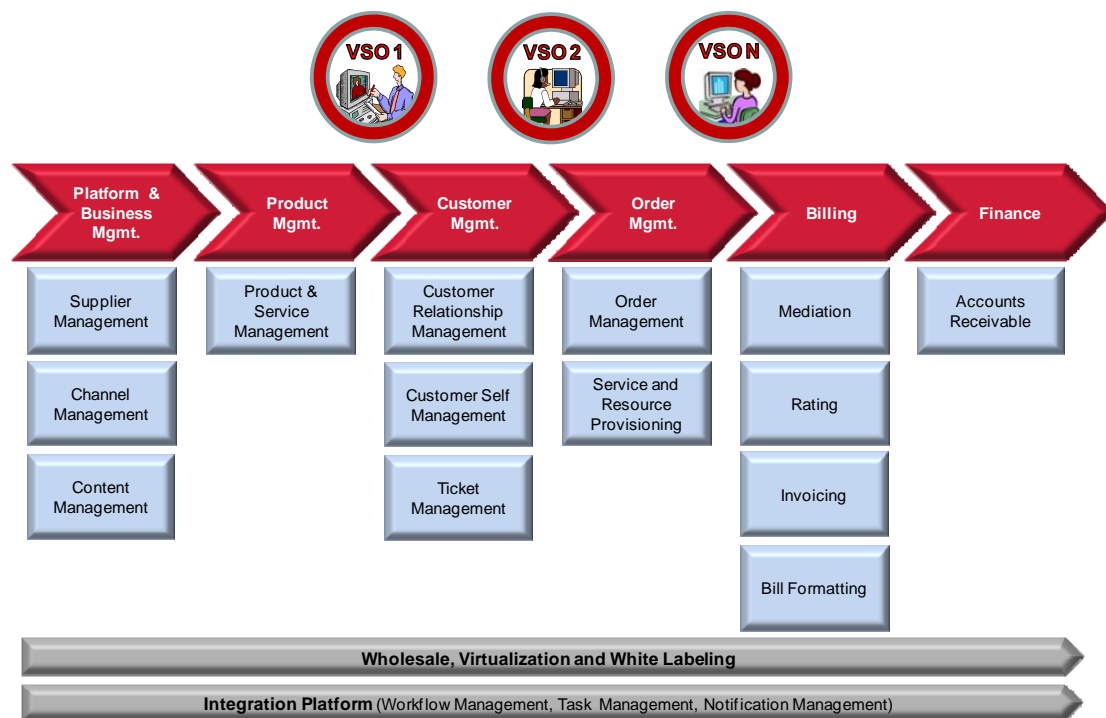 VSO 1
VSO 2
VSO N
Platform &
Business
Mgmt.
Product
Mgmt.
Customer
Mgmt.
Order
Mgmt.
Billing
Finance
Supplier
Management
Product &
Service
Management
Customer
Relationship
Management
Order
Management
Mediation
Accounts
Receivable
Channel
Management
Customer Self
Management
Service and
Resource
Provisioning
Rating
Content
Management
Ticket
Management
Invoicing
Bill Formatting
Wholesale, Virtualization and White Labeling
Integration Platform (Workflow Management, Task Management, Notification Management)